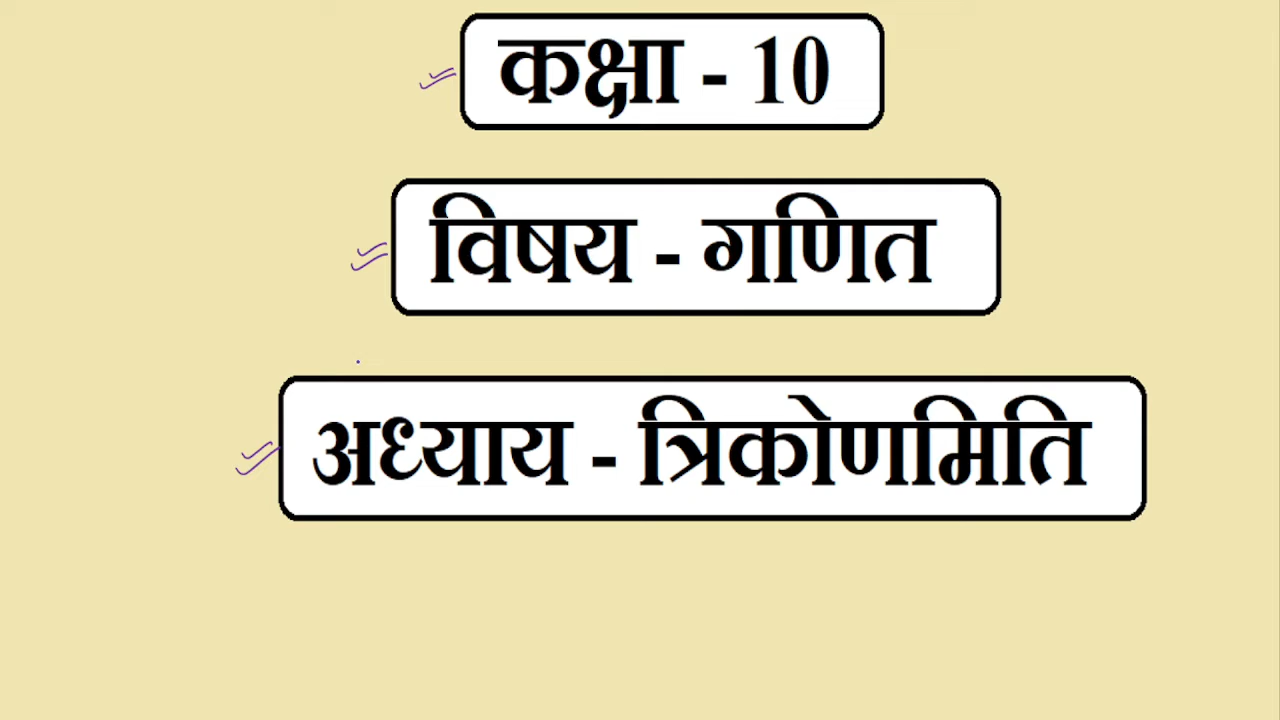 कक्षा - 10
विषय - गणित
अध्याय - त्रिकोणमिति